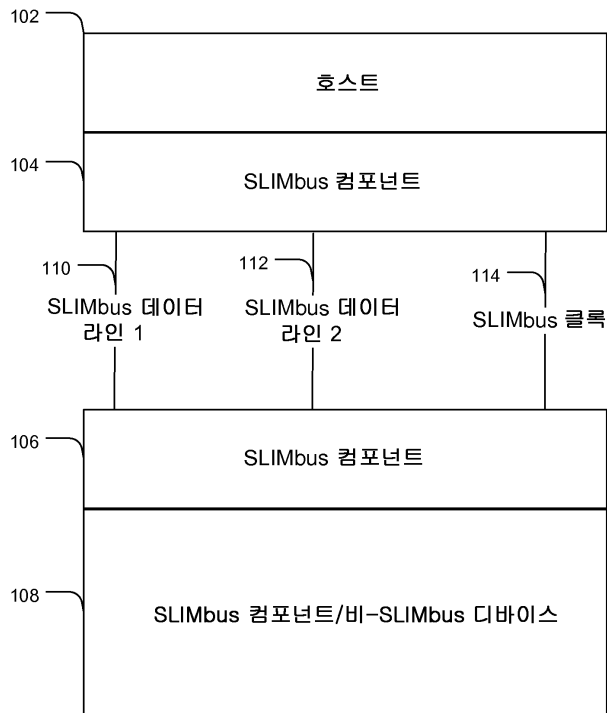 102
호스트
104
SLIMbus 컴포넌트
110
SLIMbus 데이터
라인 1
112
SLIMbus 데이터
라인 2
114
SLIMbus 클록
106
SLIMbus 컴포넌트
108
SLIMbus 컴포넌트/비-SLIMbus 디바이스